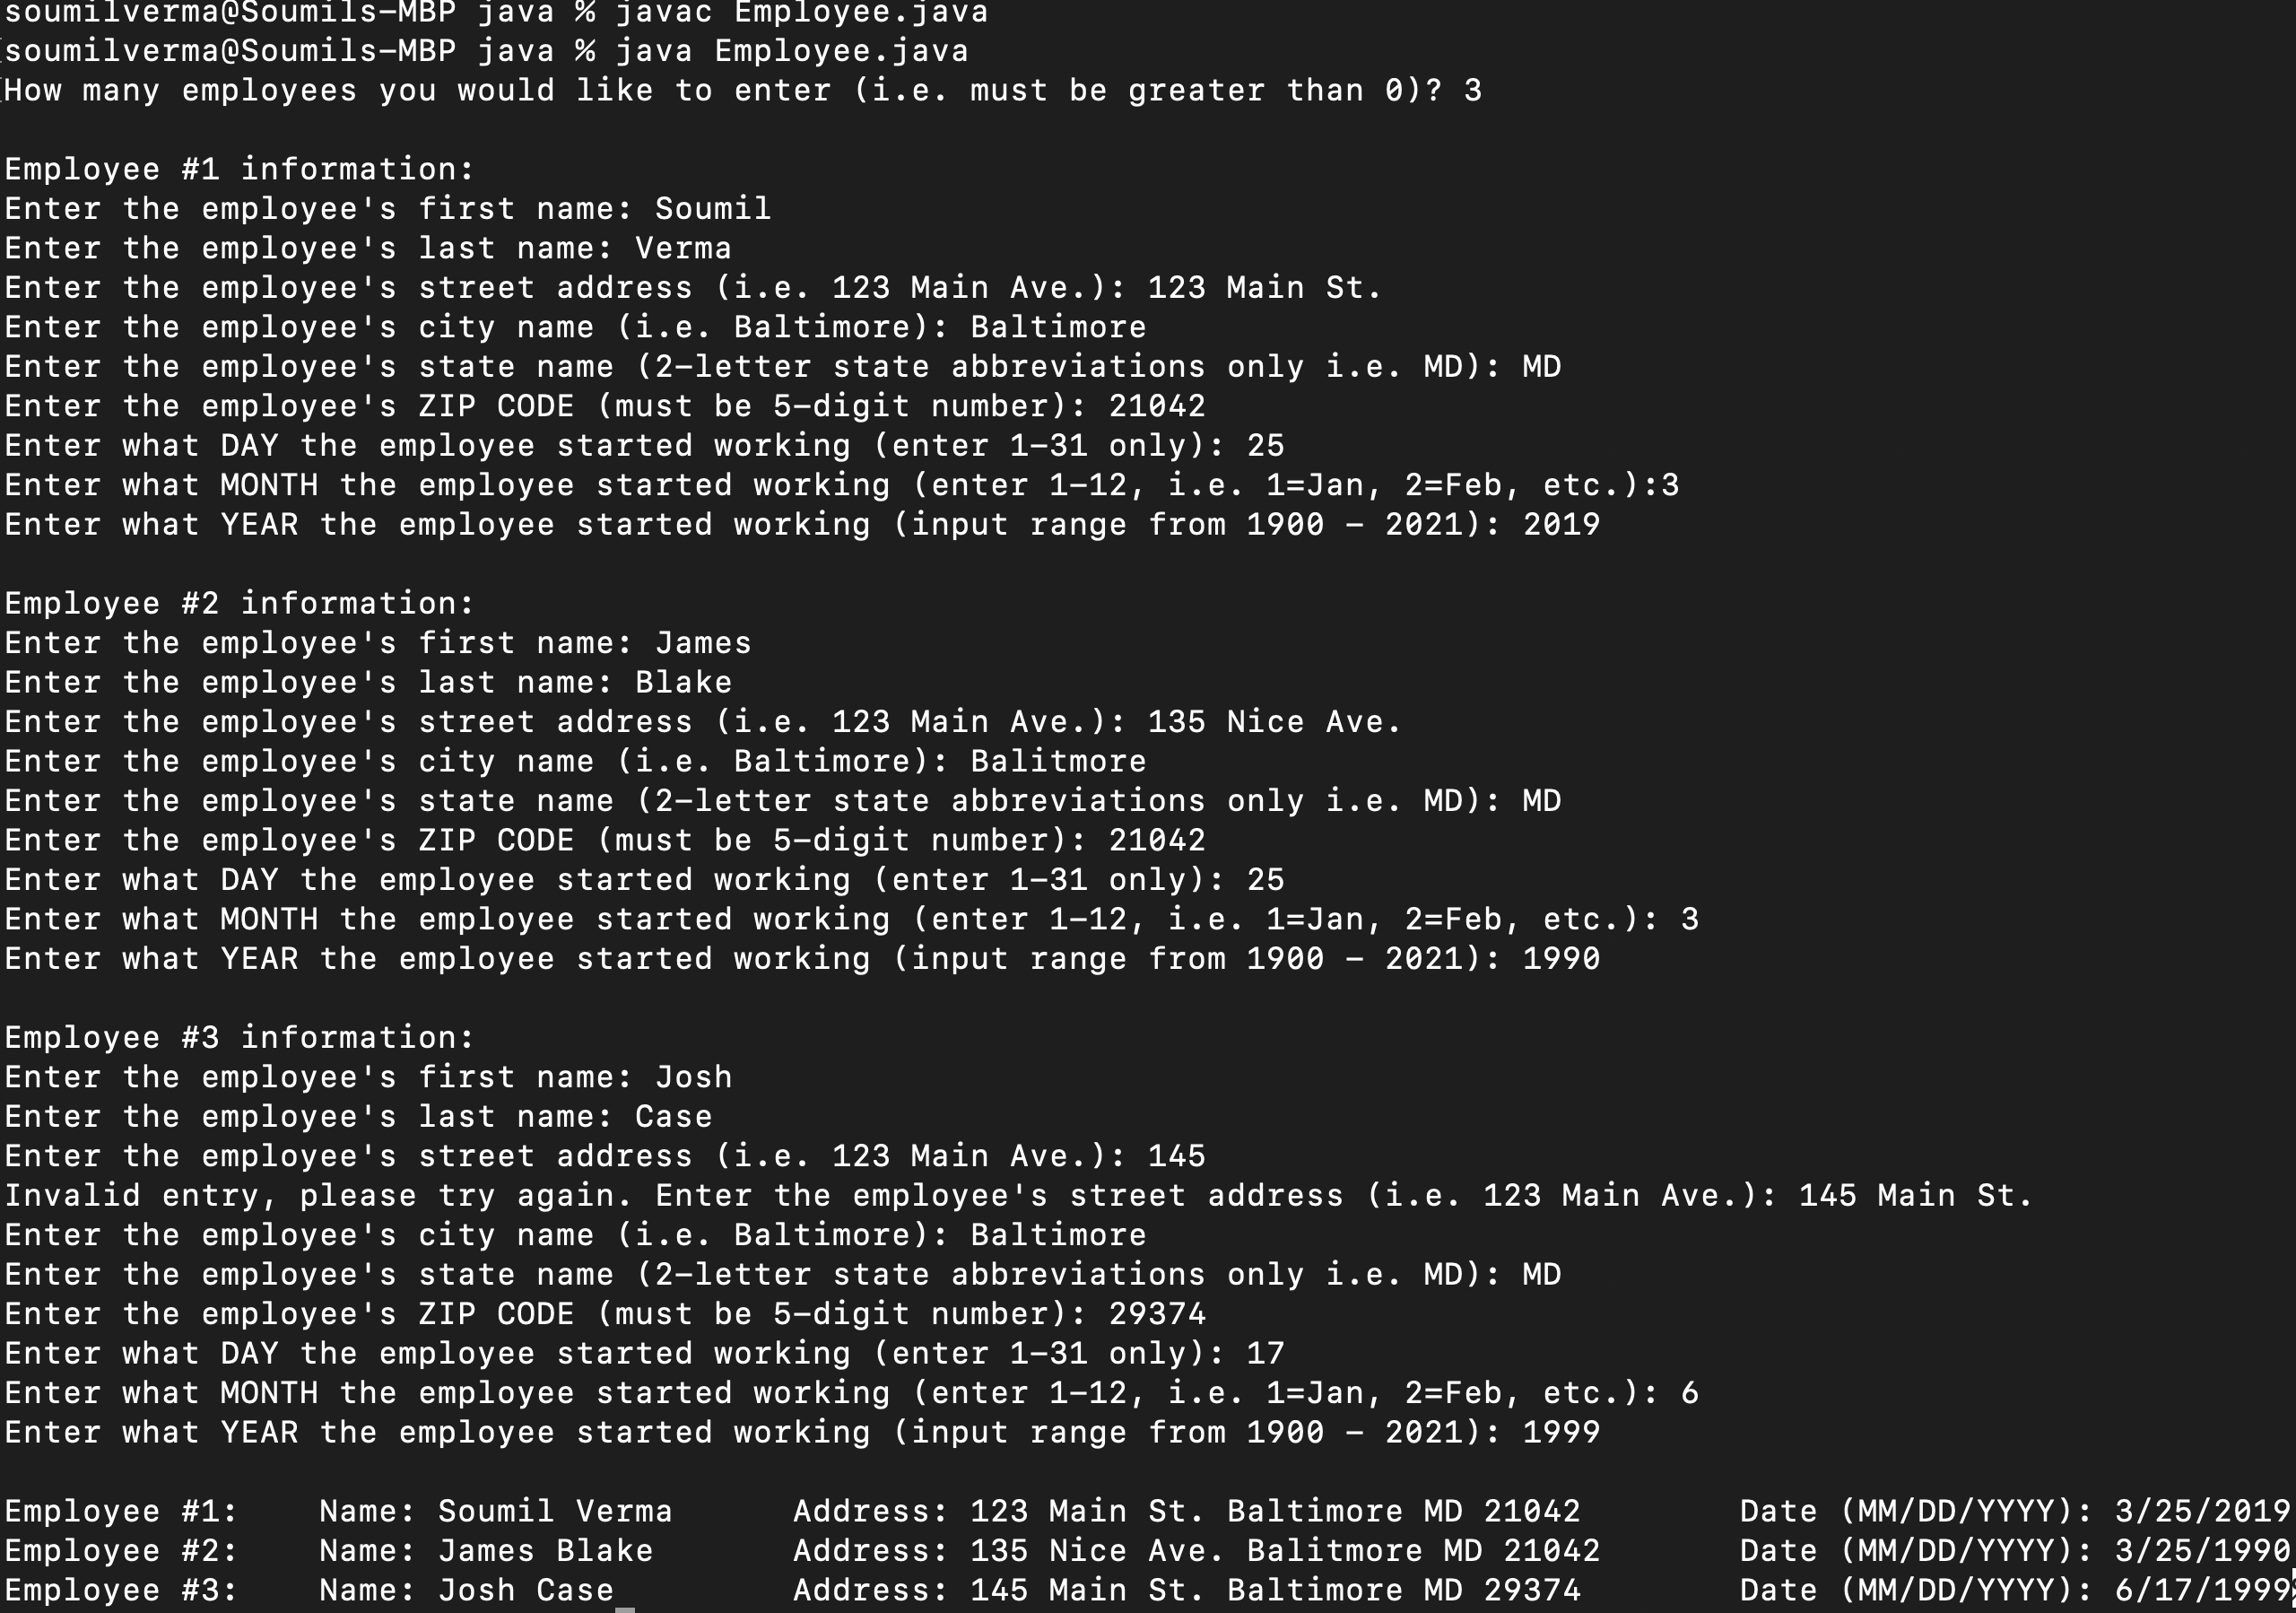 soumilverma@Soumils-MBP java % javac Employee.java
soumilverma@Soumils-MBP java % java Employee.java
How many employees you would like to enter (i.e. must be greater than 0)? 3
Employee #1 information:
Enter the employee's first name: Soumil
Enter the employee's last name: Verma
Enter the employee's street address (i.e. 123 Main Ave.): 123 Main St.
Enter the employee's city name (i.e. Baltimore): Baltimore
Enter the employee's state name (2-letter state abbreviations only i.e. MD): MD
Enter the employee's ZIP CODE (must be 5-digit number): 21042
Enter what DAY the employee started working (enter 1-31 only): 25
Enter what MONTH the employee started working (enter 1-12, i.e. 1=Jan, 2=Feb, etc.):3
Enter what YEAR the employee started working (input range from 1900 - 2021): 2019
Employee #2 information:
Enter the employee's first name: James
Enter the employee's last name: Blake
Enter the employee's street address (i.e. 123 Main Ave.): 135 Nice Ave.
Enter the employee's city name (i.e. Baltimore): Balitmore
Enter the employee's state name (2-letter state abbreviations only i.e. MD): MD
Enter the employee's ZIP CODE (must be 5-digit number): 21042
Enter what DAY the employee started working (enter 1-31 only): 25
Enter what MONTH the employee started working (enter 1-12, i.e. 1=Jan, 2=Feb, etc.): 3
Enter what YEAR the employee started working (input range from 1900 - 2021): 1990
Employee #3 information:
Enter the employee's first name: Josh
Enter the employee's last name: Case
Enter the employee's street address (i.e. 123 Main Ave.): 145
Invalid entry, please try again. Enter the employee's street address (i.e. 123 Main Ave.): 145 Main St.
Enter the employee's city name (i.e. Baltimore): Baltimore
Enter the employee's state name (2-letter state abbreviations only i.e. MD): MD
Enter the employee's ZIP CODE (must be 5-digit number): 29374
Enter what DAY the employee started working (enter 1-31 only): 17
Enter what MONTH the employee started working (enter 1-12, i.e. 1=Jan, 2=Feb, etc.): 6
Enter what YEAR the employee started working (input range from 1900 - 2021): 1999
Employee #1: Name: Soumil Verma Address: 123 Main St. Baltimore MD 21042 Date (MM/DD/YYYY): 3/25/2019
Employee #2: Name: James Blake Address: 135 Nice Ave. Balitmore MD 21042 Date (MM/DD/YYYY): 3/25/1990
Employee #3: Name: Josh Case Address: 145 Main St. Baltimore MD 29374 Date (MM/DD/YYYY): 6/17/1999